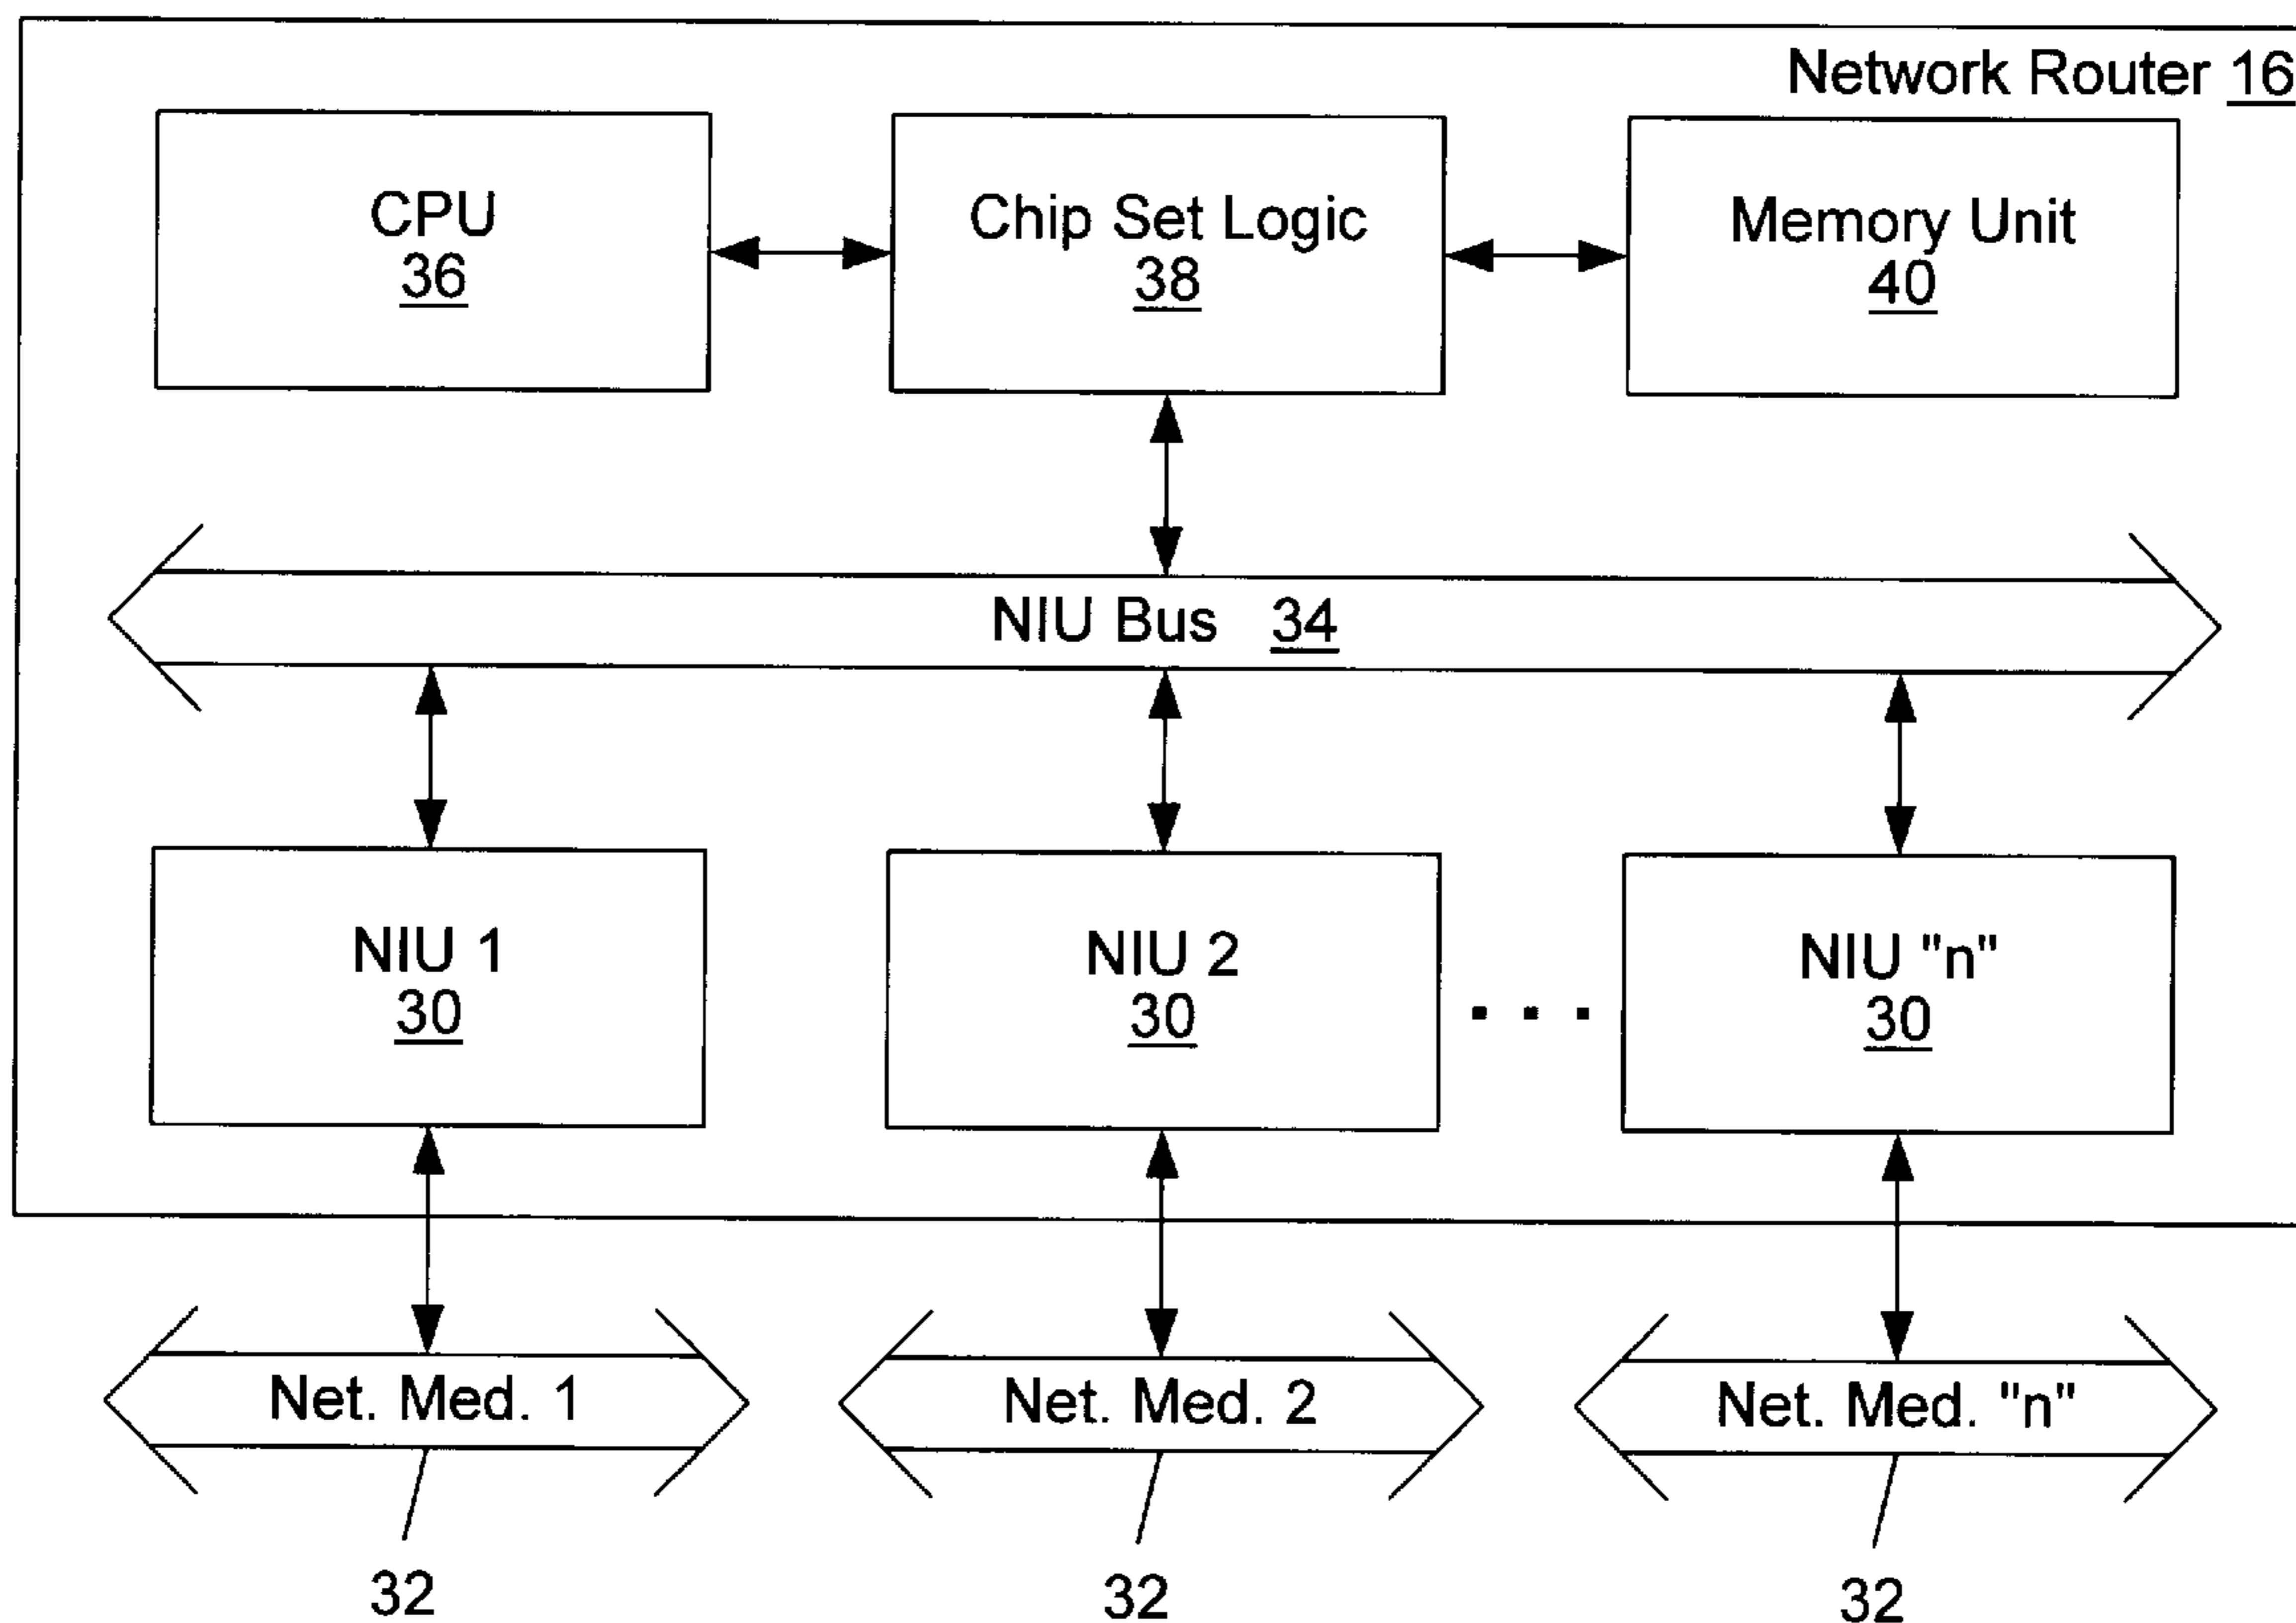 Network Router 16
CPU
36
Chip Set Logic
38
Memory Unit
40
NIU Bus 34
NIU 1
30
NIU 2
30
. . .
NIU "n"
30
Net. Med. 1
Net. Med. 2
Net. Med. "n"
32
32
32